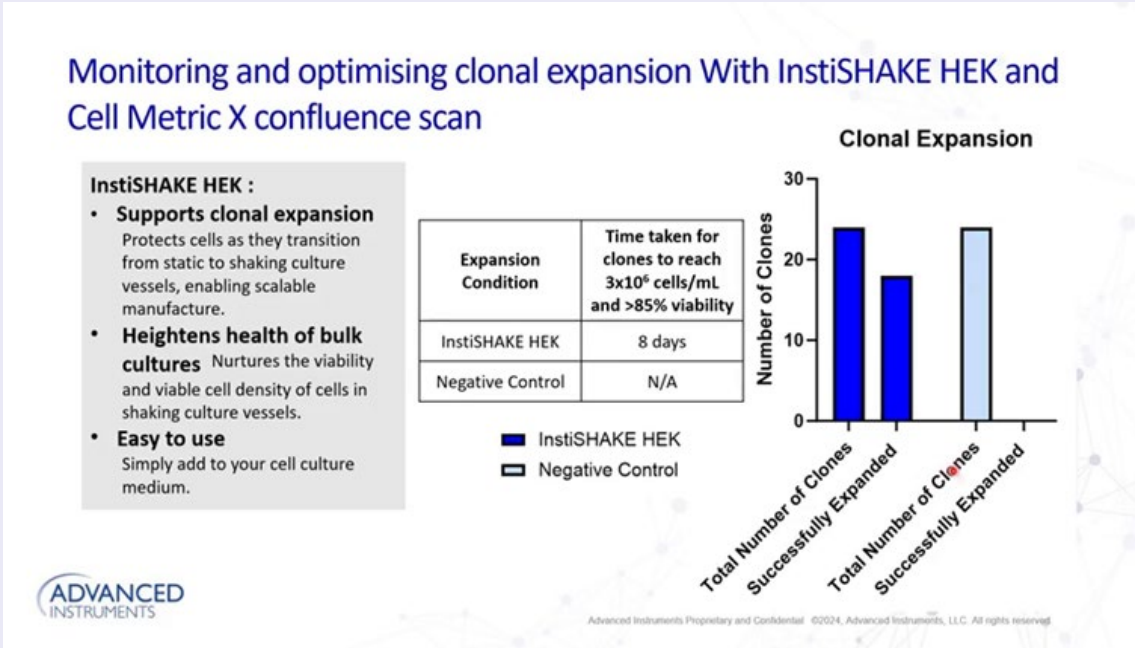 Monitoring and optimising clonal expansion With InstiSHAKE HEK and
Cell Metric X confluence scan
InstiSHAKE HEK :
• Supports clonal expansion
Protects cells as they transition
from static to shaking culture
vessels, enabling scalable
manufacture.
• Heightens health of bulk
cultures Nurtures the viability
and viable cell density of cells in
shaking culture vessels.
• Easy to use
Simply add to your cell culture
medium.
Expansion
Condition
Time taken for
clones to reach
3x10⁶ cells/mL
and >85% viability
InstiSHAKE HEK
8 days
Negative Control
N/A
InstiSHAKE HEK
Negative Control
Clonal Expansion
Number of Clones
30
20
10
0
Total Number of Clones
Successfully Expanded
Total Number of Clones
Successfully Expanded
ADVANCED
INSTRUMENTS
Advanced Instruments Proprietary and Confidential ©2024, Advanced Instruments, LLC. All rights reserved.